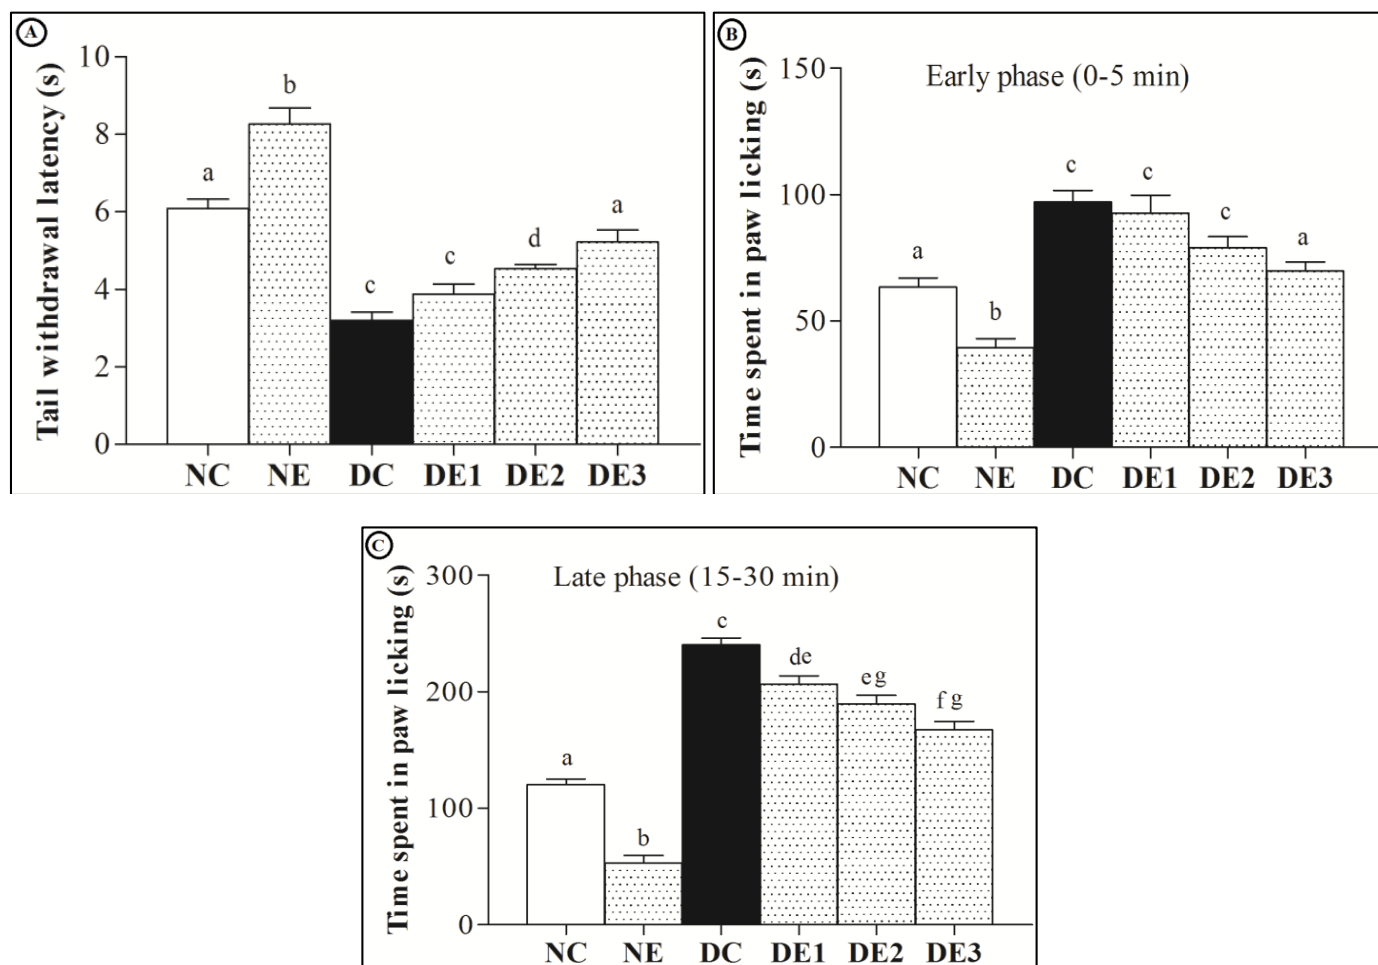 A
Tail withdrawal latency (s)
10
8
6
4
2
0
a
b
c
c
d
a
NC NE DC DE1 DE2 DE3
B
Early phase (0-5 min)
Time spent in paw licking (s)
150
100
50
0
a
b
c
c
c
a
NC NE DC DE1 DE2 DE3
C
Late phase (15-30 min)
Time spent in paw licking (s)
300
200
100
0
a
b
c
de
eg
fg
NC NE DC DE1 DE2 DE3